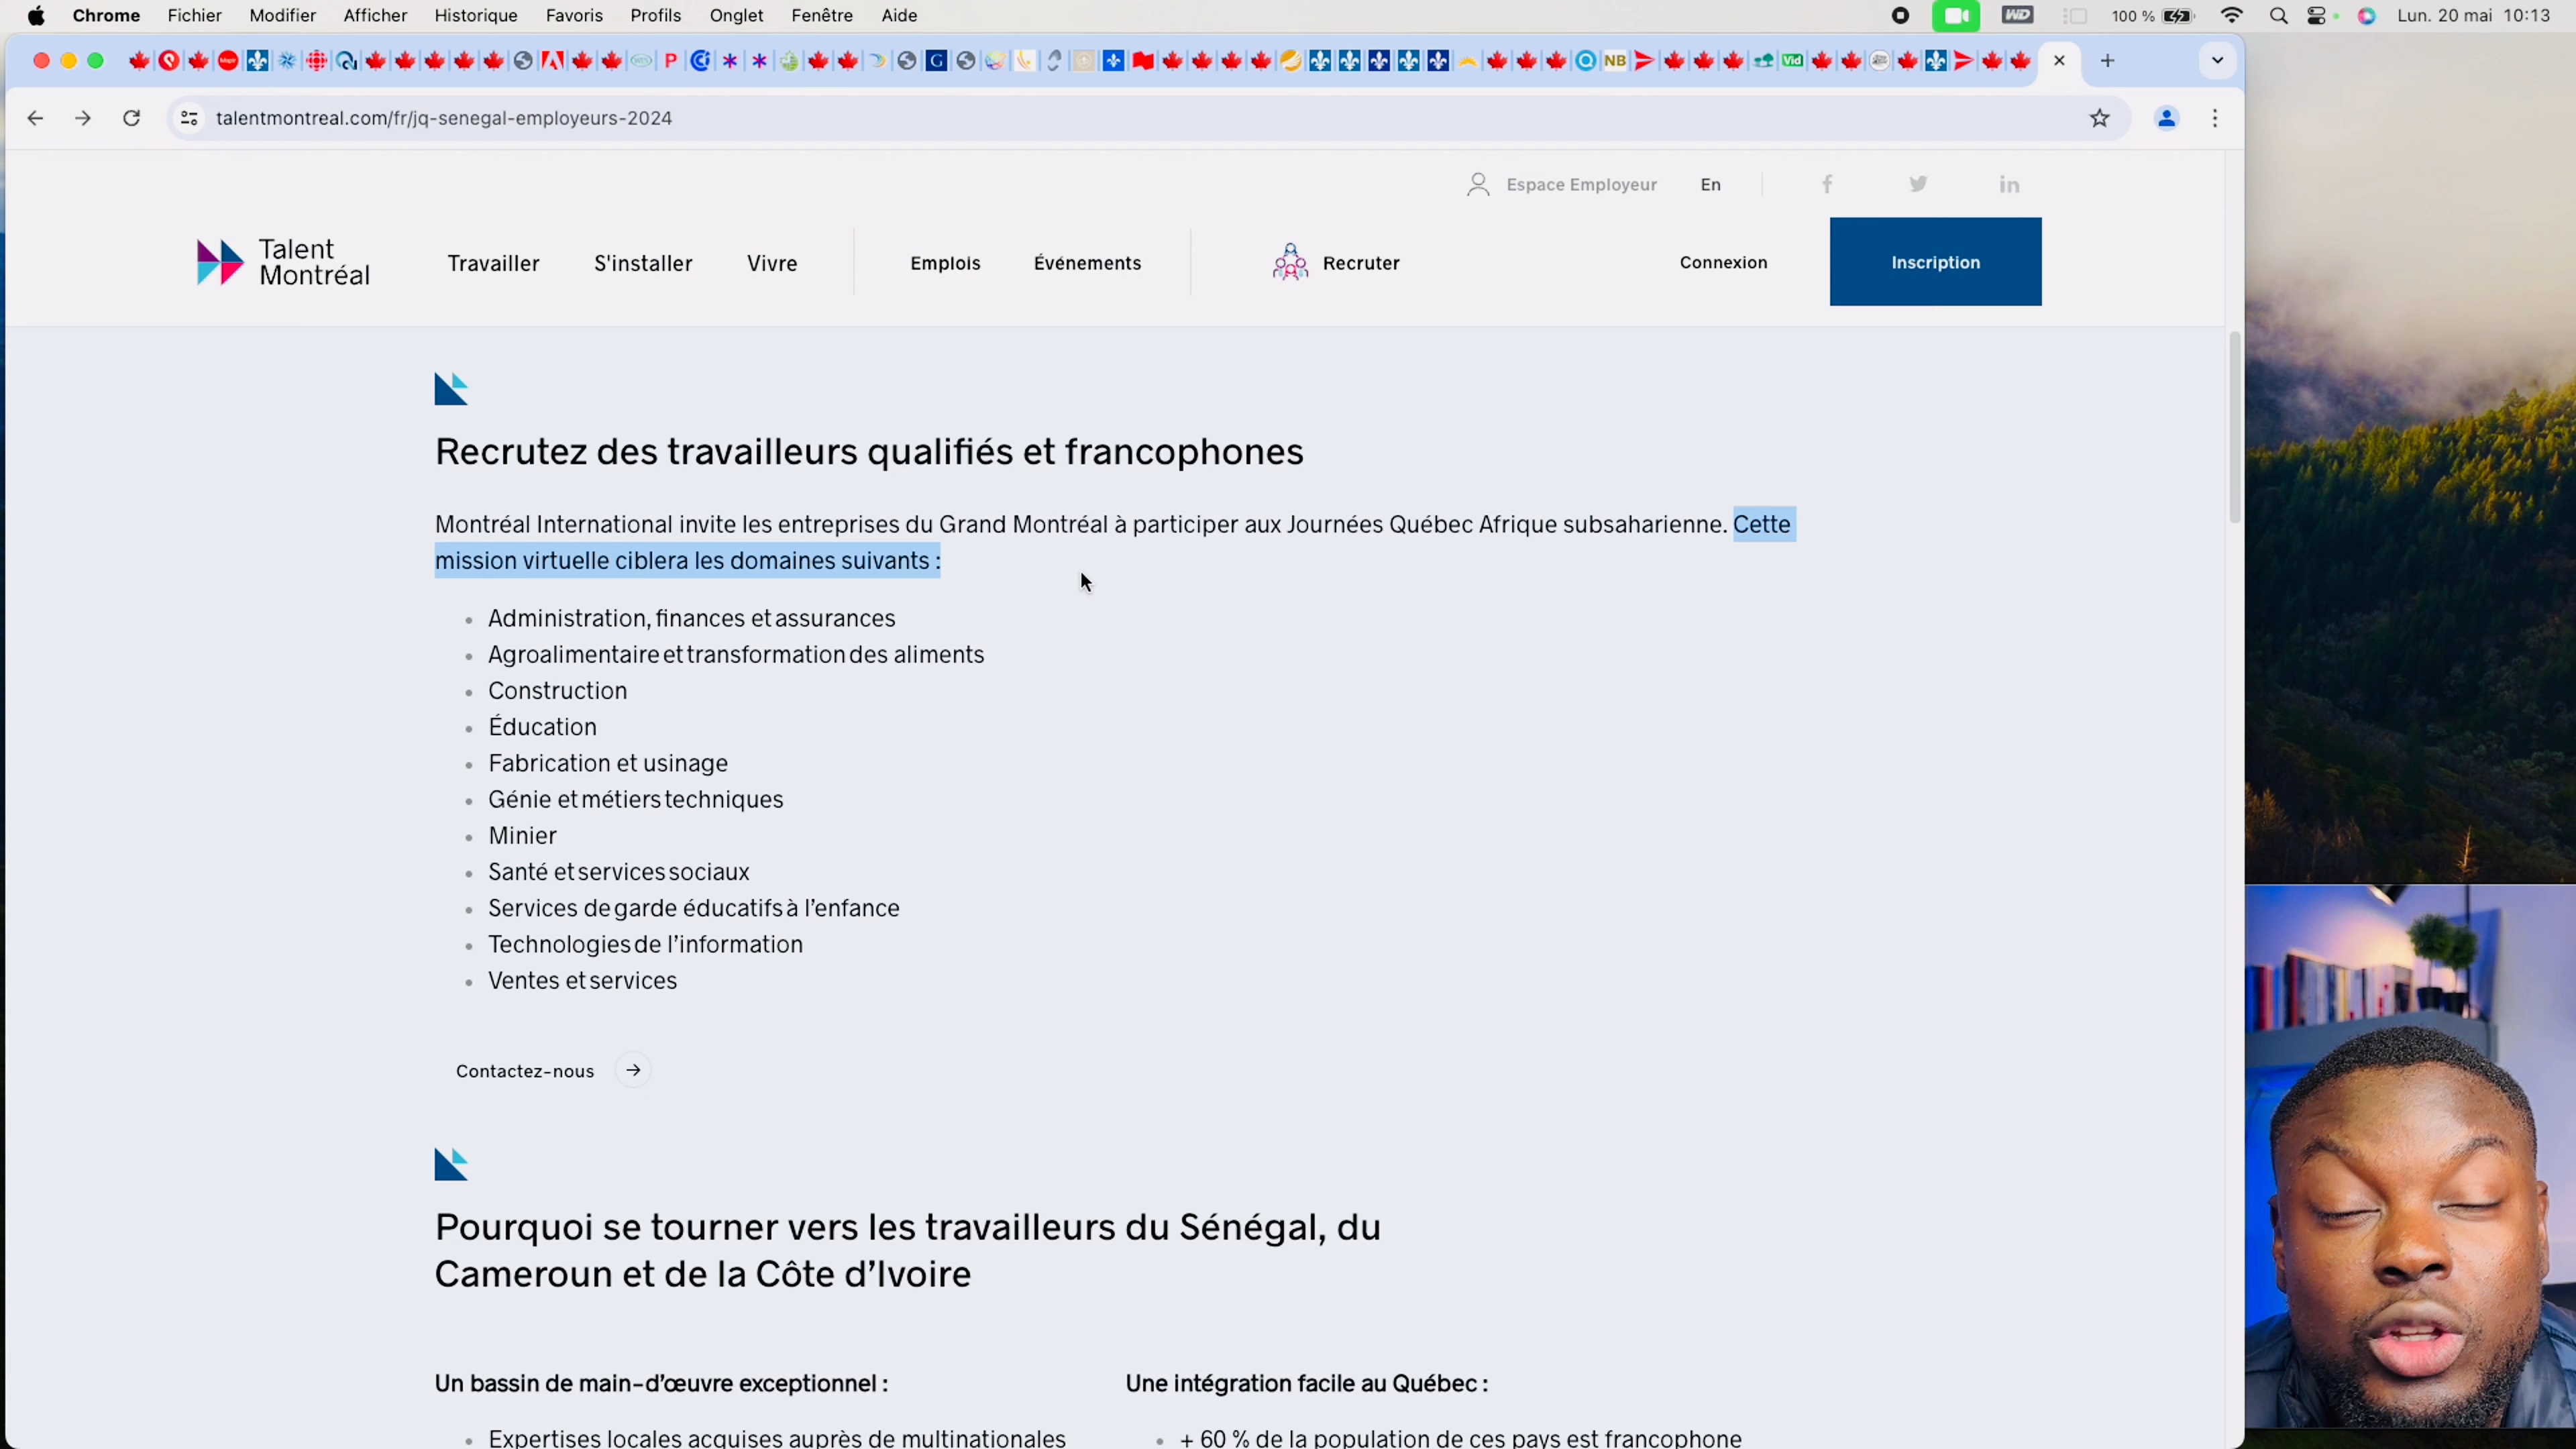 Chrome Fichier Modifier Afficher Historique Favoris Profils Onglet Fenêtre Aide
WD
100 %
Lun. 20 mai 10:13
talentmontreal.com/fr/jq-senegal-employeurs-2024
Espace Employeur En
Talent
Montréal
Travailler S'installer Vivre Emplois Événements Recruter Connexion Inscription
Recrutez des travailleurs qualifiés et francophones
Montréal International invite les entreprises du Grand Montréal à participer aux Journées Québec Afrique subsaharienne. Cette
mission virtuelle ciblera les domaines suivants :
Administration, finances et assurances
Agroalimentaire et transformation des aliments
Construction
Éducation
Fabrication et usinage
Génie et métiers techniques
Minier
Santé et services sociaux
Services de garde éducatifs à l'enfance
Technologies de l'information
Ventes et services
Contactez-nous
Pourquoi se tourner vers les travailleurs du Sénégal, du
Cameroun et de la Côte d'Ivoire
Un bassin de main-d'œuvre exceptionnel :
Une intégration facile au Québec :
Expertises locales acquises auprès de multinationales
+ 60 % de la population de ces pays est francophone